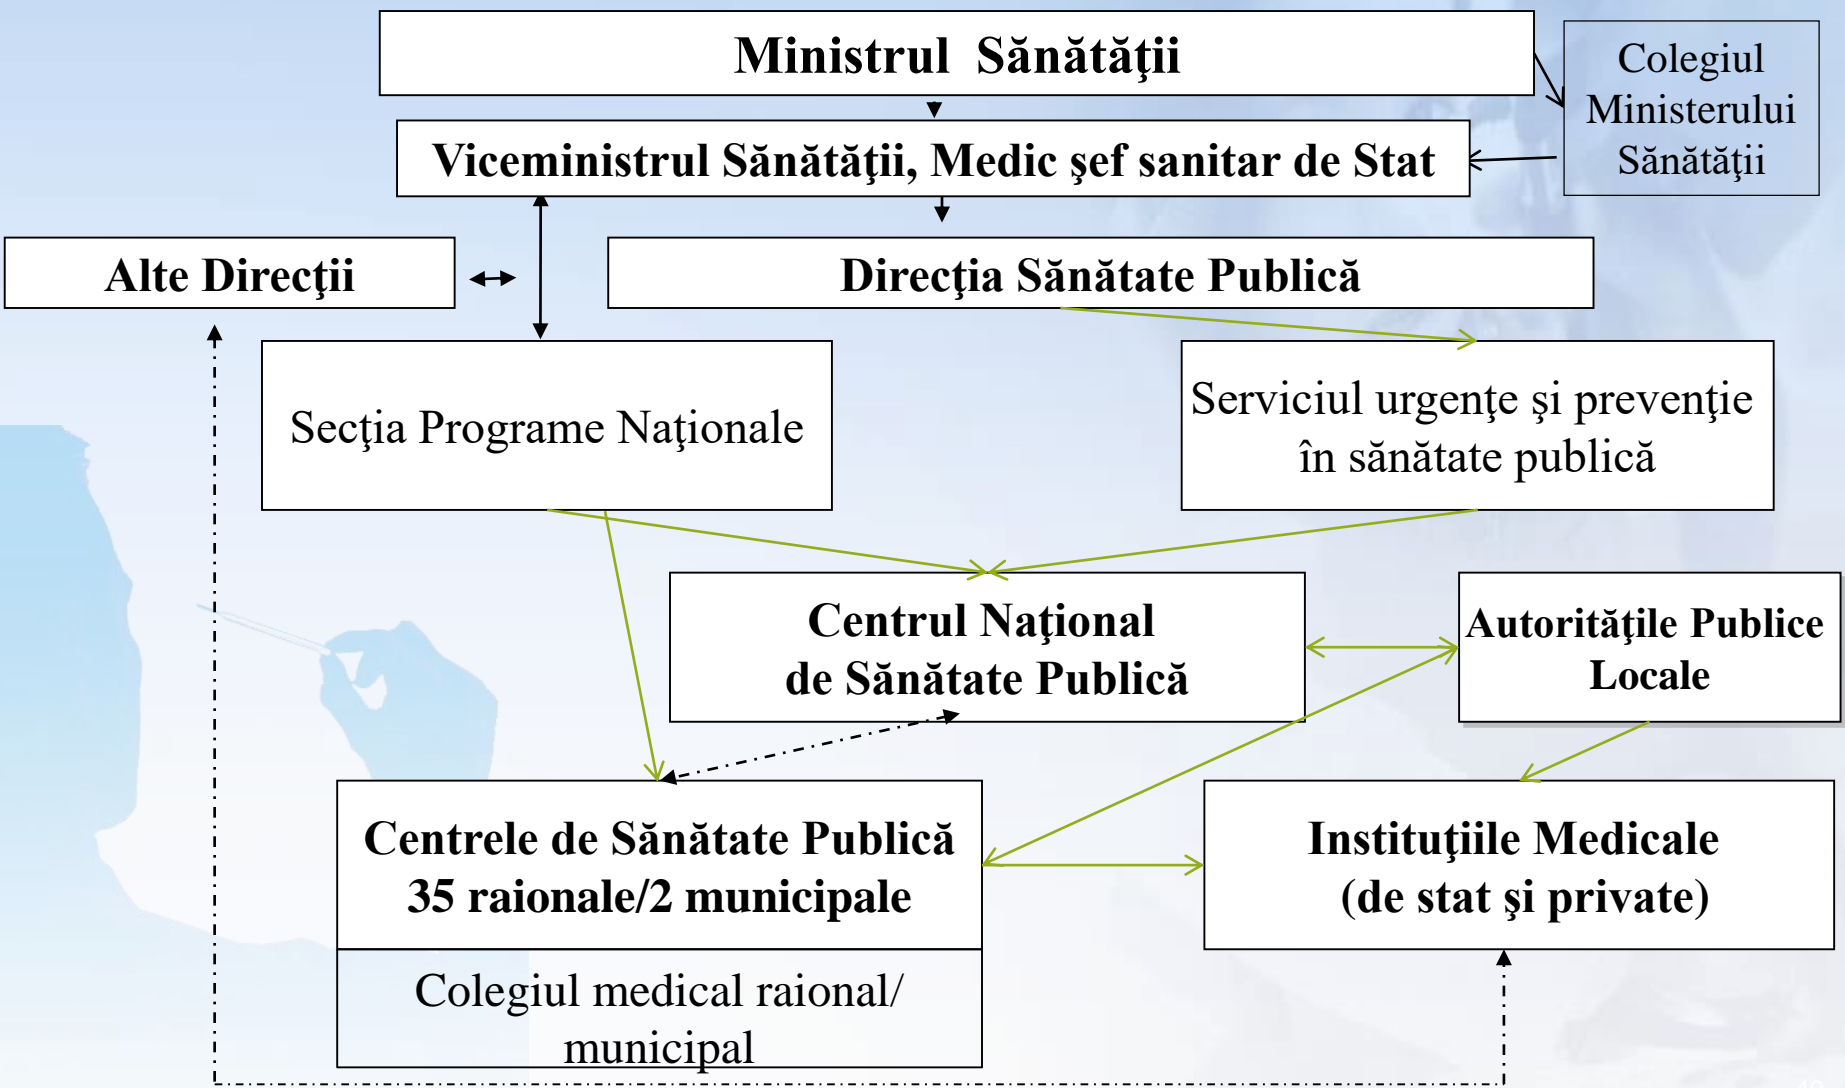 Ministrul Sănătăţii
Colegiul
Ministerului
Sănătăţii
Viceministrul Sănătăţii, Medic şef sanitar de Stat
Alte Direcţii
Direcţia Sănătate Publică
Secţia Programe Naţionale
Serviciul urgenţe şi prevenţie
în sănătate publică
Centrul Naţional
de Sănătate Publică
Autorităţile Publice
Locale
Centrele de Sănătate Publică
35 raionale/2 municipale
Colegiul medical raional/
municipal
Instituţiile Medicale
(de stat şi private)